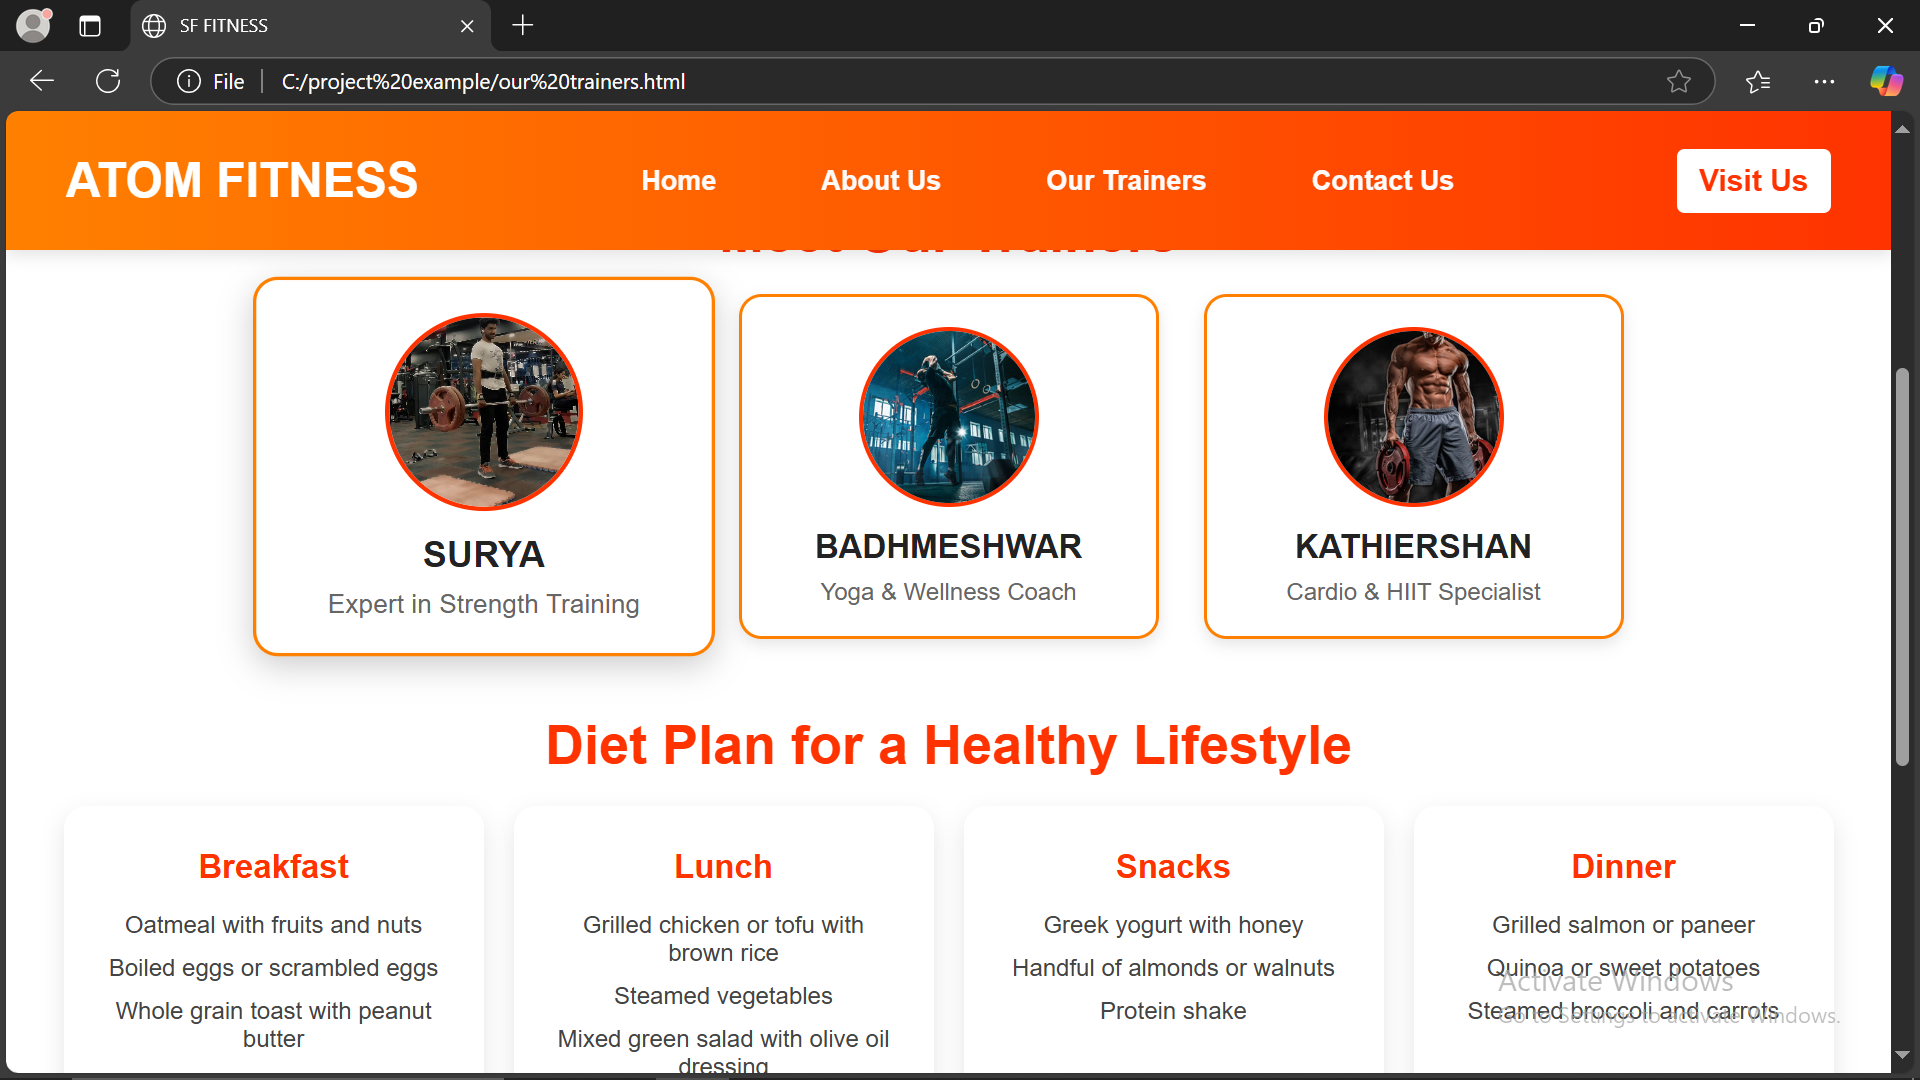 SF FITNESS
File
C:/project%20example/our%20trainers.html
ATOM FITNESS
Home
About Us
Our Trainers
Contact Us
Visit Us
Meet Our Trainers
SURYA
Expert in Strength Training
BADHMESHWAR
Yoga & Wellness Coach
KATHIERSHAN
Cardio & HIIT Specialist
Diet Plan for a Healthy Lifestyle
Breakfast
Oatmeal with fruits and nuts
Boiled eggs or scrambled eggs
Whole grain toast with peanut
butter
Lunch
Grilled chicken or tofu with
brown rice
Steamed vegetables
Mixed green salad with olive oil
dressing
Snacks
Greek yogurt with honey
Handful of almonds or walnuts
Protein shake
Dinner
Grilled salmon or paneer
Quinoa or sweet potatoes
Steamed broccoli and carrots
Activate Windows
Go to Settings to activate Windows.